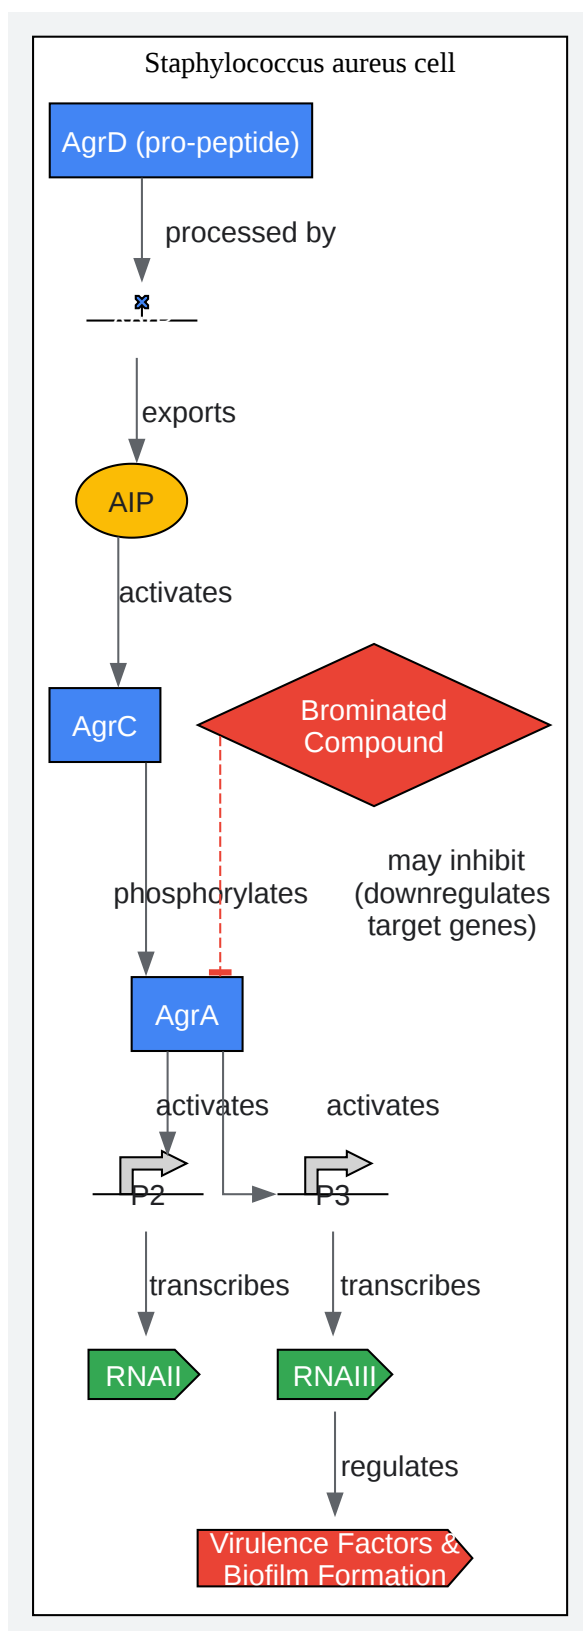 Staphylococcus aureus cell
AgrD (pro-peptide)
processed by
exports
AIP
activates
AgrC
Brominated
Compound
may inhibit
(downregulates
target genes)
phosphorylates
AgrA
activates
activates
P2
P3
transcribes
transcribes
RNAII
RNAIII
regulates
Virulence Factors &
Biofilm Formation